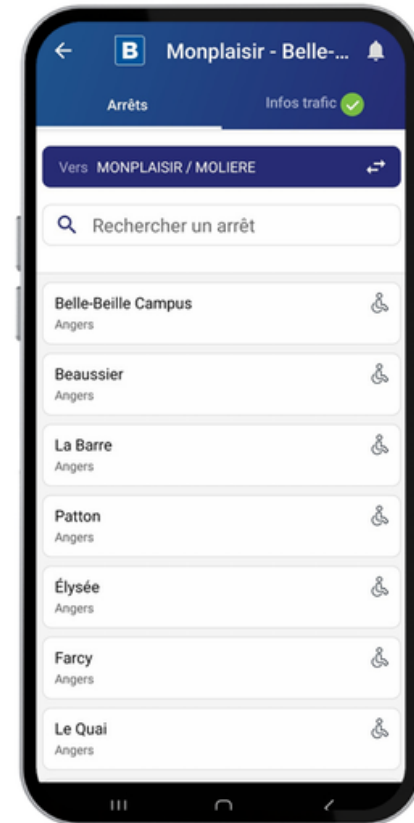 B Monplaisir - Belle-...
Arrêts Infos trafic
Vers MONPLAISIR / MOLIERE
Rechercher un arrêt
Belle-Beille Campus
Angers
Beaussier
Angers
La Barre
Angers
Patton
Angers
Élysée
Angers
Farcy
Angers
Le Quai
Angers